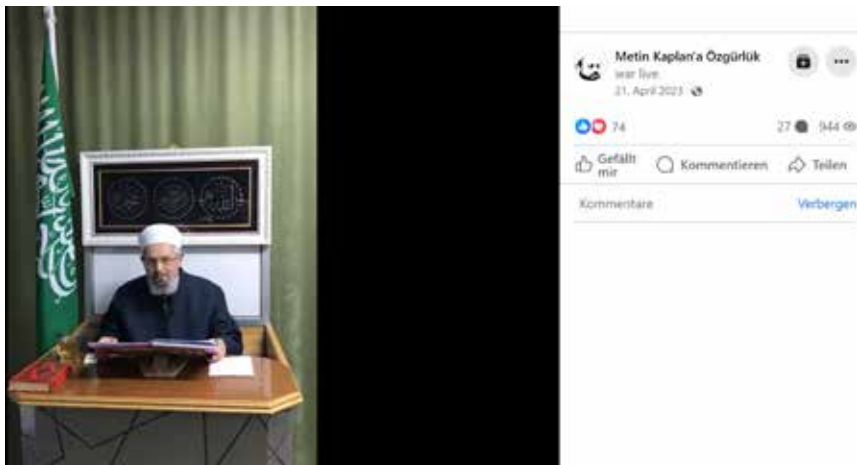 Metin Kaplan'a Özgürlük
war live.
21. April 2023
74
27
944
Gefällt mir
Kommentieren
Teilen
Kommentare
Verbergen